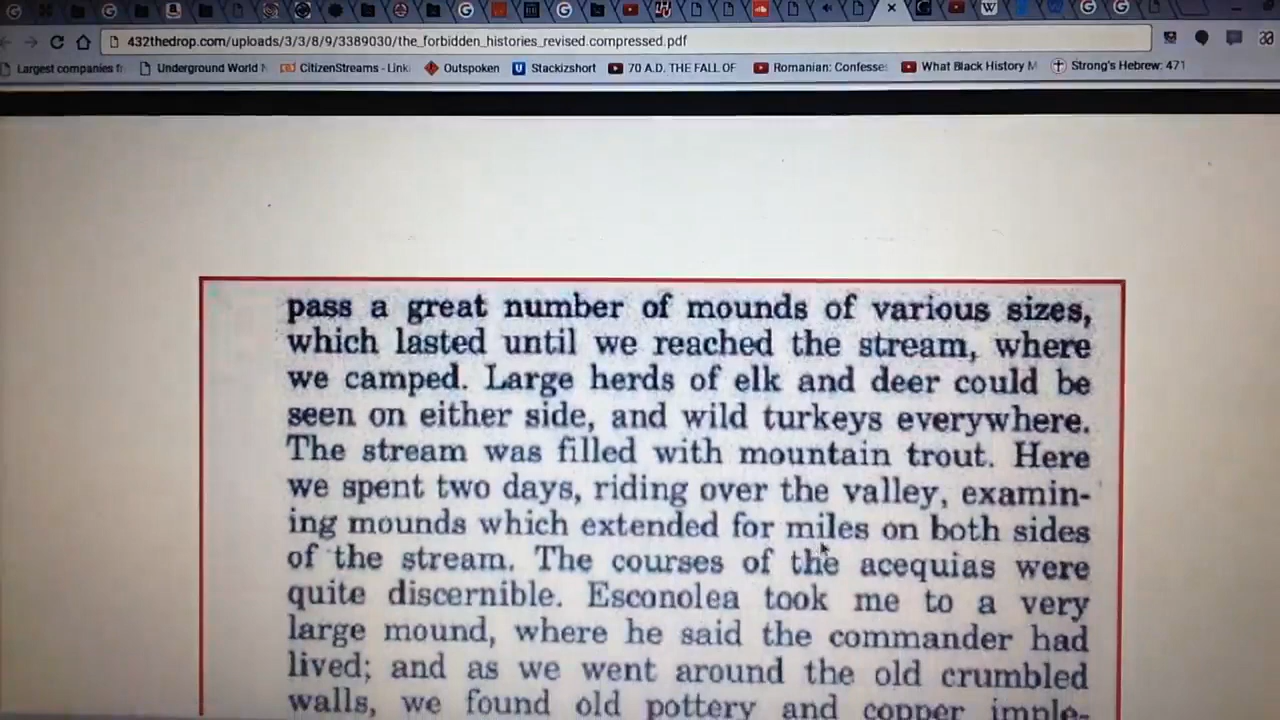 432thedrop.com/uploads/3/3/8/9/3389030/the_forbidden_histories_revised.compressed.pdf
Largest companies f Underground World CitizenStreams - Link Outspoken Stackizshort 70 A.D. THE FALL OF Romanian: Confesse What Black History M Strong's Hebrew: 471
pass a great number of mounds of various sizes,
which lasted until we reached the stream, where
we camped. Large herds of elk and deer could be
seen on either side, and wild turkeys everywhere.
The stream was filled with mountain trout. Here
we spent two days, riding over the valley, examin-
ing mounds which extended for miles on both sides
of the stream. The courses of the acequias were
quite discernible. Esconolea took me to a very
large mound, where he said the commander had
lived; and as we went around the old crumbled
walls, we found old pottery and copper imple-